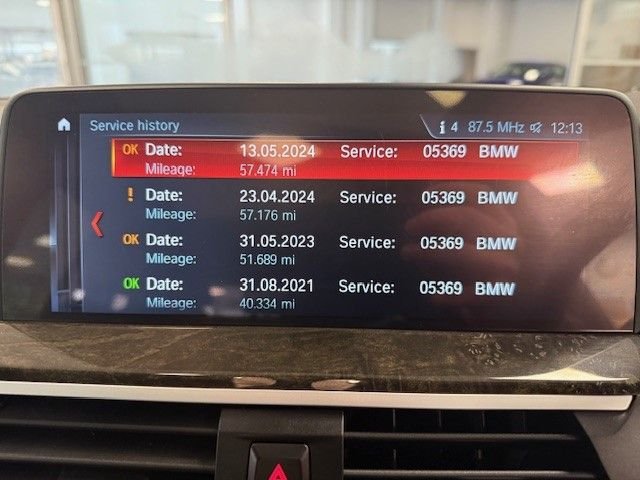 Service history 4 87.5 MHz 12:13
OK Date: 13.05.2024 Service: 05369 BMW
Mileage: 57.474 mi
! Date: 23.04.2024 Service: 05369 BMW
Mileage: 57.176 mi
OK Date: 31.05.2023 Service: 05369 BMW
Mileage: 51.689 mi
OK Date: 31.08.2021 Service: 05369 BMW
Mileage: 40.334 mi